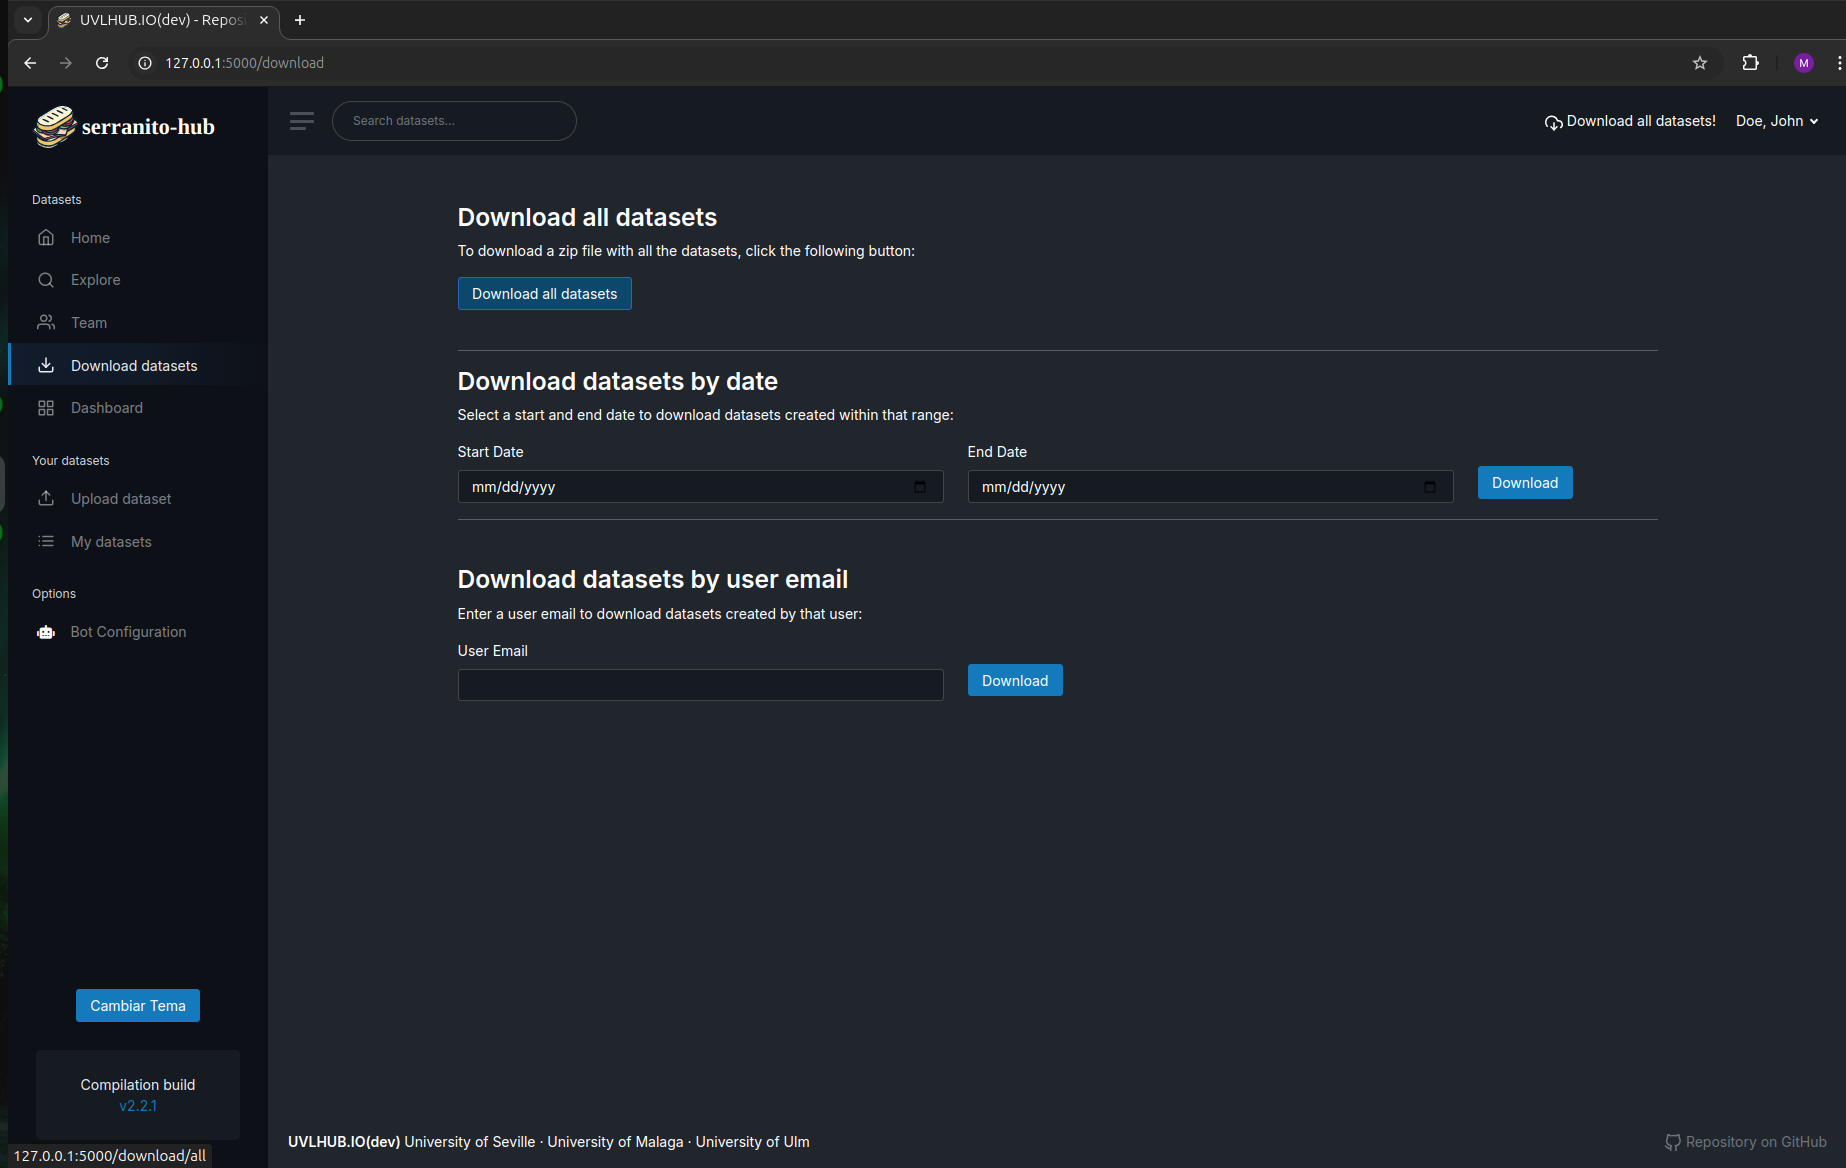 UVLHUB.IO(dev) - Repos
127.0.0.1:5000/download
M
serranito-hub
Search datasets...
Download all datasets!
Doe, John
Datasets
Home
Explore
Team
Download datasets
Dashboard
Your datasets
Upload dataset
My datasets
Options
Bot Configuration
Cambiar Tema
Compilation build
v2.2.1
127.0.0.1:5000/download/all
Download all datasets
To download a zip file with all the datasets, click the following button:
Download all datasets
Download datasets by date
Select a start and end date to download datasets created within that range:
Start Date
End Date
mm/dd/yyyy
mm/dd/yyyy
Download
Download datasets by user email
Enter a user email to download datasets created by that user:
User Email
Download
UVLHUB.IO(dev) University of Seville · University of Malaga · University of Ulm
Repository on GitHub